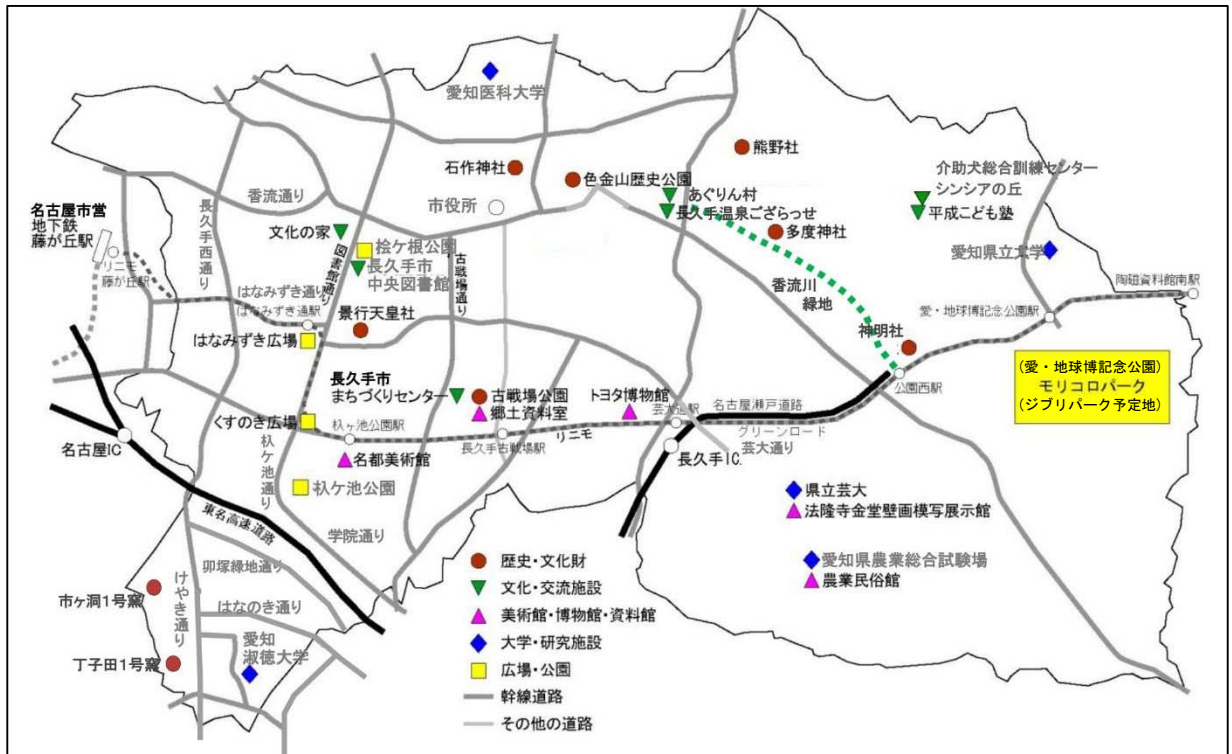 愛知医科大学
熊野社
石作神社
色金山歴史公園
介助犬総合訓練センター
シンシアの丘
平成こども塾
あぐりん村
長久手温泉ござらっせ
香流通り
長久手西通り
市役所
名古屋市営
地下鉄
藤が丘駅
リニモ
藤が丘駅
文化の家
図書館通り
桧ケ根公園
長久手市
中央図書館
古戦場通り
多度神社
愛知県立大学
陶磁資料館南駅
香流川
緑地
愛・地球博記念公園駅
はなみずき通り
はなみずき通駅
はなみずき広場
景行天皇社
神明社
公園西駅
(愛・地球博記念公園)
モリコロパーク
(ジブリパーク予定地)
長久手市
まちづくりセンター
古戦場公園
郷土資料室
トヨタ博物館
芸大通駅
名古屋瀬戸道路
グリーンロード
芸大通り
くすのき広場
杁ヶ池公園駅
長久手古戦場駅
リニモ
長久手IC.
名古屋IC
杁ケ池通り
名都美術館
杁ケ池公園
東名高速道路
学院通り
県立芸大
法隆寺金堂壁画模写展示館
愛知県農業総合試験場
農業民俗館
卯塚緑地通り
けやき通り
はなのき通り
市ヶ洞1号窯
丁子田1号窯
愛知
淑徳大学
歴史・文化財
文化・交流施設
美術館・博物館・資料館
大学・研究施設
広場・公園
幹線道路
その他の道路